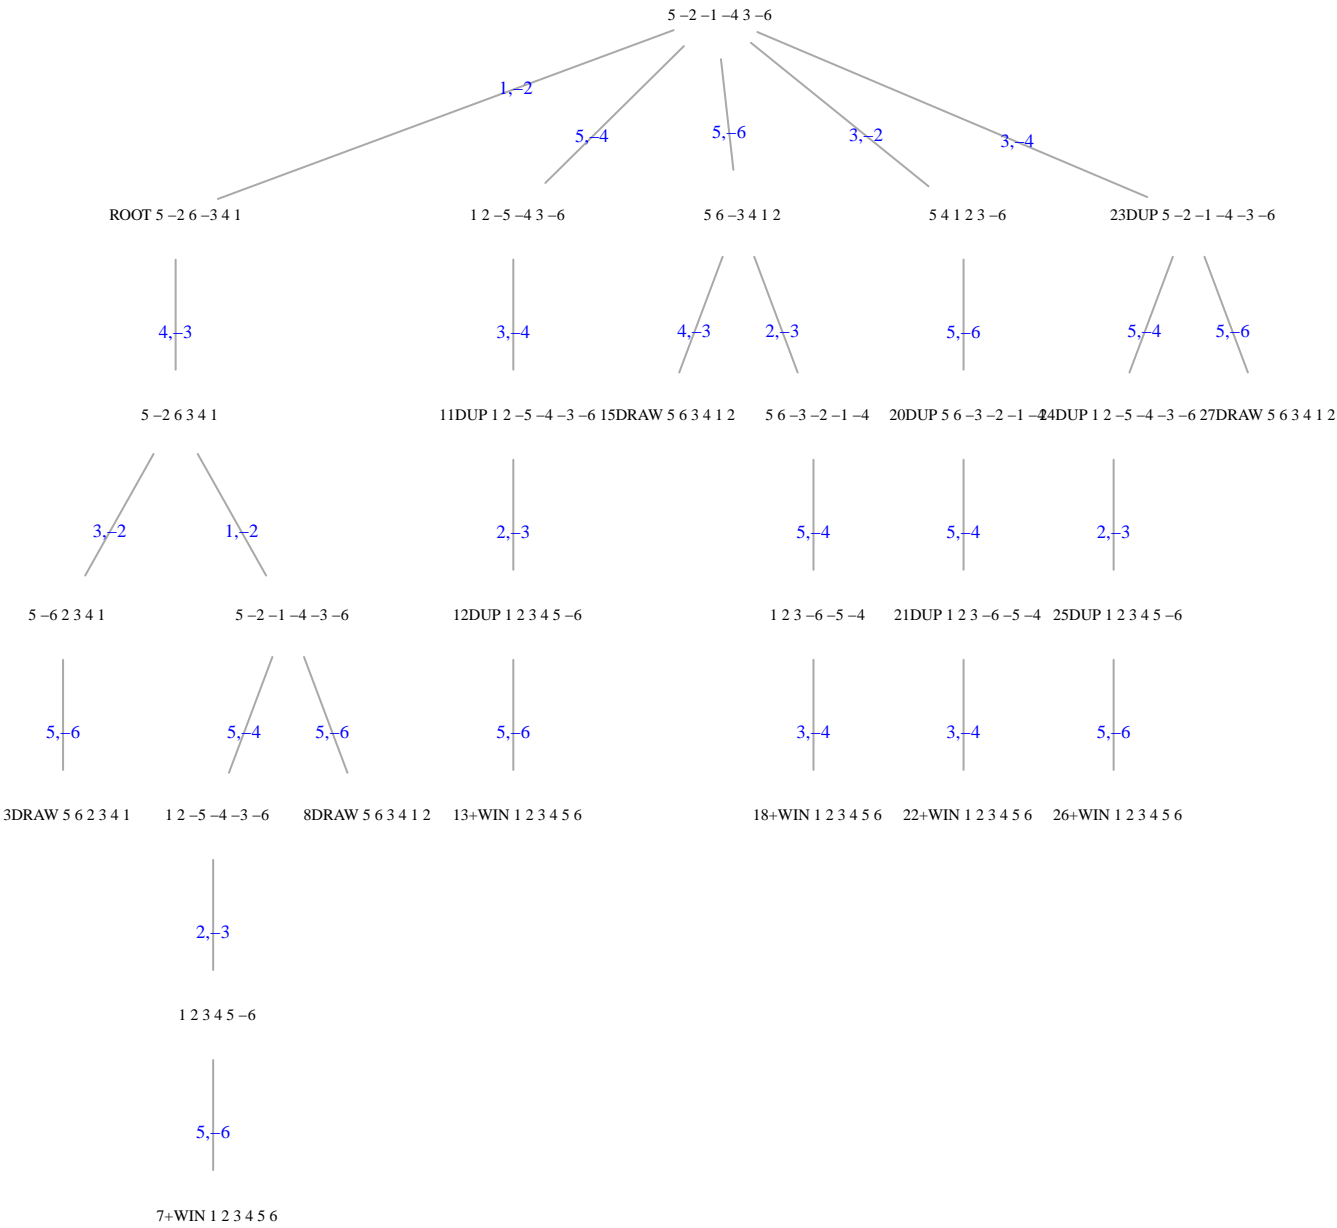 5 –2 –1 –4 3 –6
1,–2
5,–4
5,–6
3,–2
3,–4
ROOT 5 –2 6 –3 4 1
1 2 –5 –4 3 –6
5 6 –3 4 1 2
5 4 1 2 3 –6
23DUP 5 –2 –1 –4 –3 –6
4,–3
3,–4
4,–3
2,–3
5,–6
5,–4
5,–6
5 –2 6 3 4 1
11DUP 1 2 –5 –4 –3 –6
15DRAW 5 6 3 4 1 2
5 6 –3 –2 –1 –4
20DUP 5 6 –3 –2 –1 –4
24DUP 1 2 –5 –4 –3 –6
27DRAW 5 6 3 4 1 2
3,–2
1,–2
2,–3
5,–4
5,–4
2,–3
5 –6 2 3 4 1
5 –2 –1 –4 –3 –6
12DUP 1 2 3 4 5 –6
1 2 3 –6 –5 –4
21DUP 1 2 3 –6 –5 –4
25DUP 1 2 3 4 5 –6
5,–6
5,–4
5,–6
5,–6
3,–4
3,–4
5,–6
3DRAW 5 6 2 3 4 1
1 2 –5 –4 –3 –6
8DRAW 5 6 3 4 1 2
13+WIN 1 2 3 4 5 6
18+WIN 1 2 3 4 5 6
22+WIN 1 2 3 4 5 6
26+WIN 1 2 3 4 5 6
2,–3
1 2 3 4 5 –6
5,–6
7+WIN 1 2 3 4 5 6